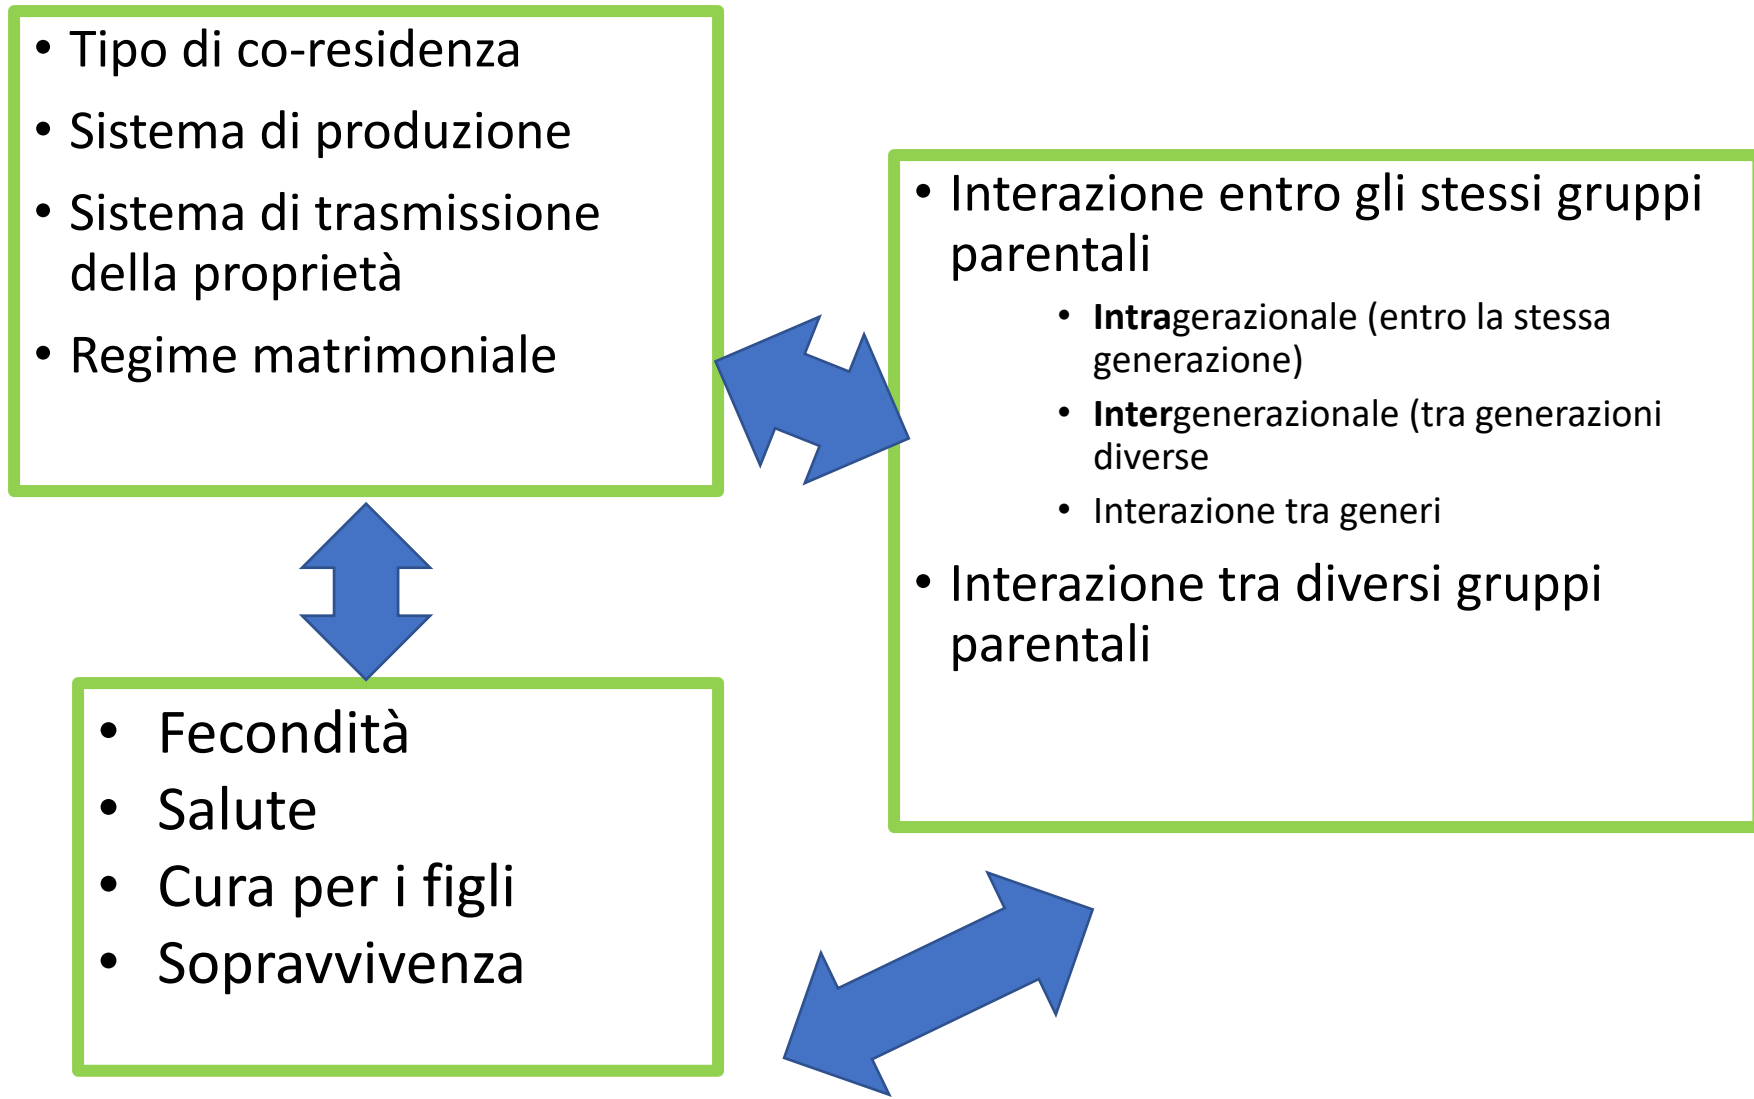 • Tipo di co-residenza
• Sistema di produzione
• Sistema di trasmissione
della proprietà
• Regime matrimoniale
• Interazione entro gli stessi gruppi
parentali
• Intragerazionale (entro la stessa
generazione)
• Intergenerazionale (tra generazioni
diverse
• Interazione tra generi
• Interazione tra diversi gruppi
parentali
• Fecondità
• Salute
• Cura per i figli
• Sopravvivenza